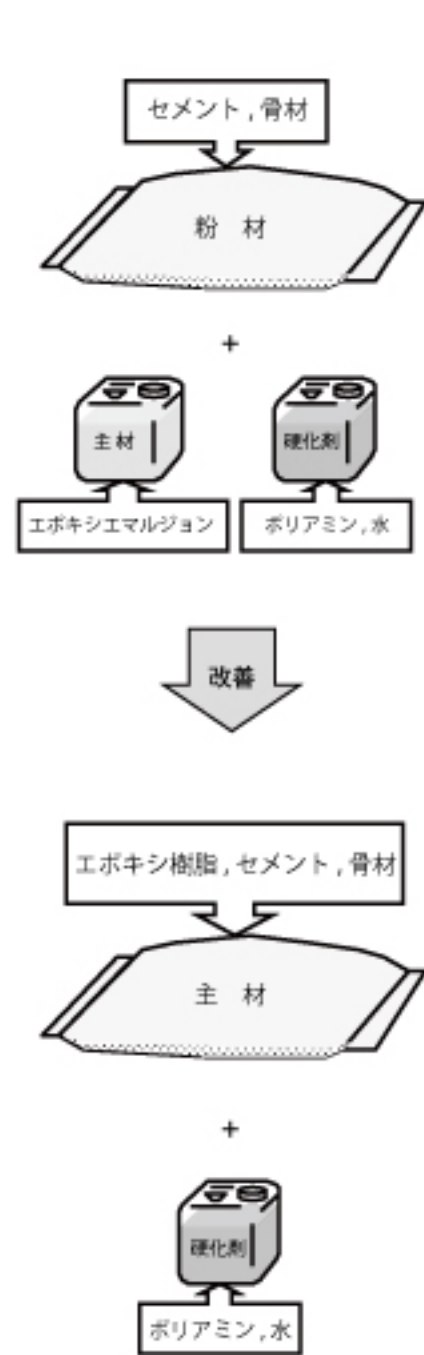 セメント , 骨材
粉 材
+
主材
硬化剤
エポキシエマルジョン
ポリアミン , 水
改善
エポキシ樹脂 , セメント , 骨材
主 材
+
硬化剤
ポリアミン , 水